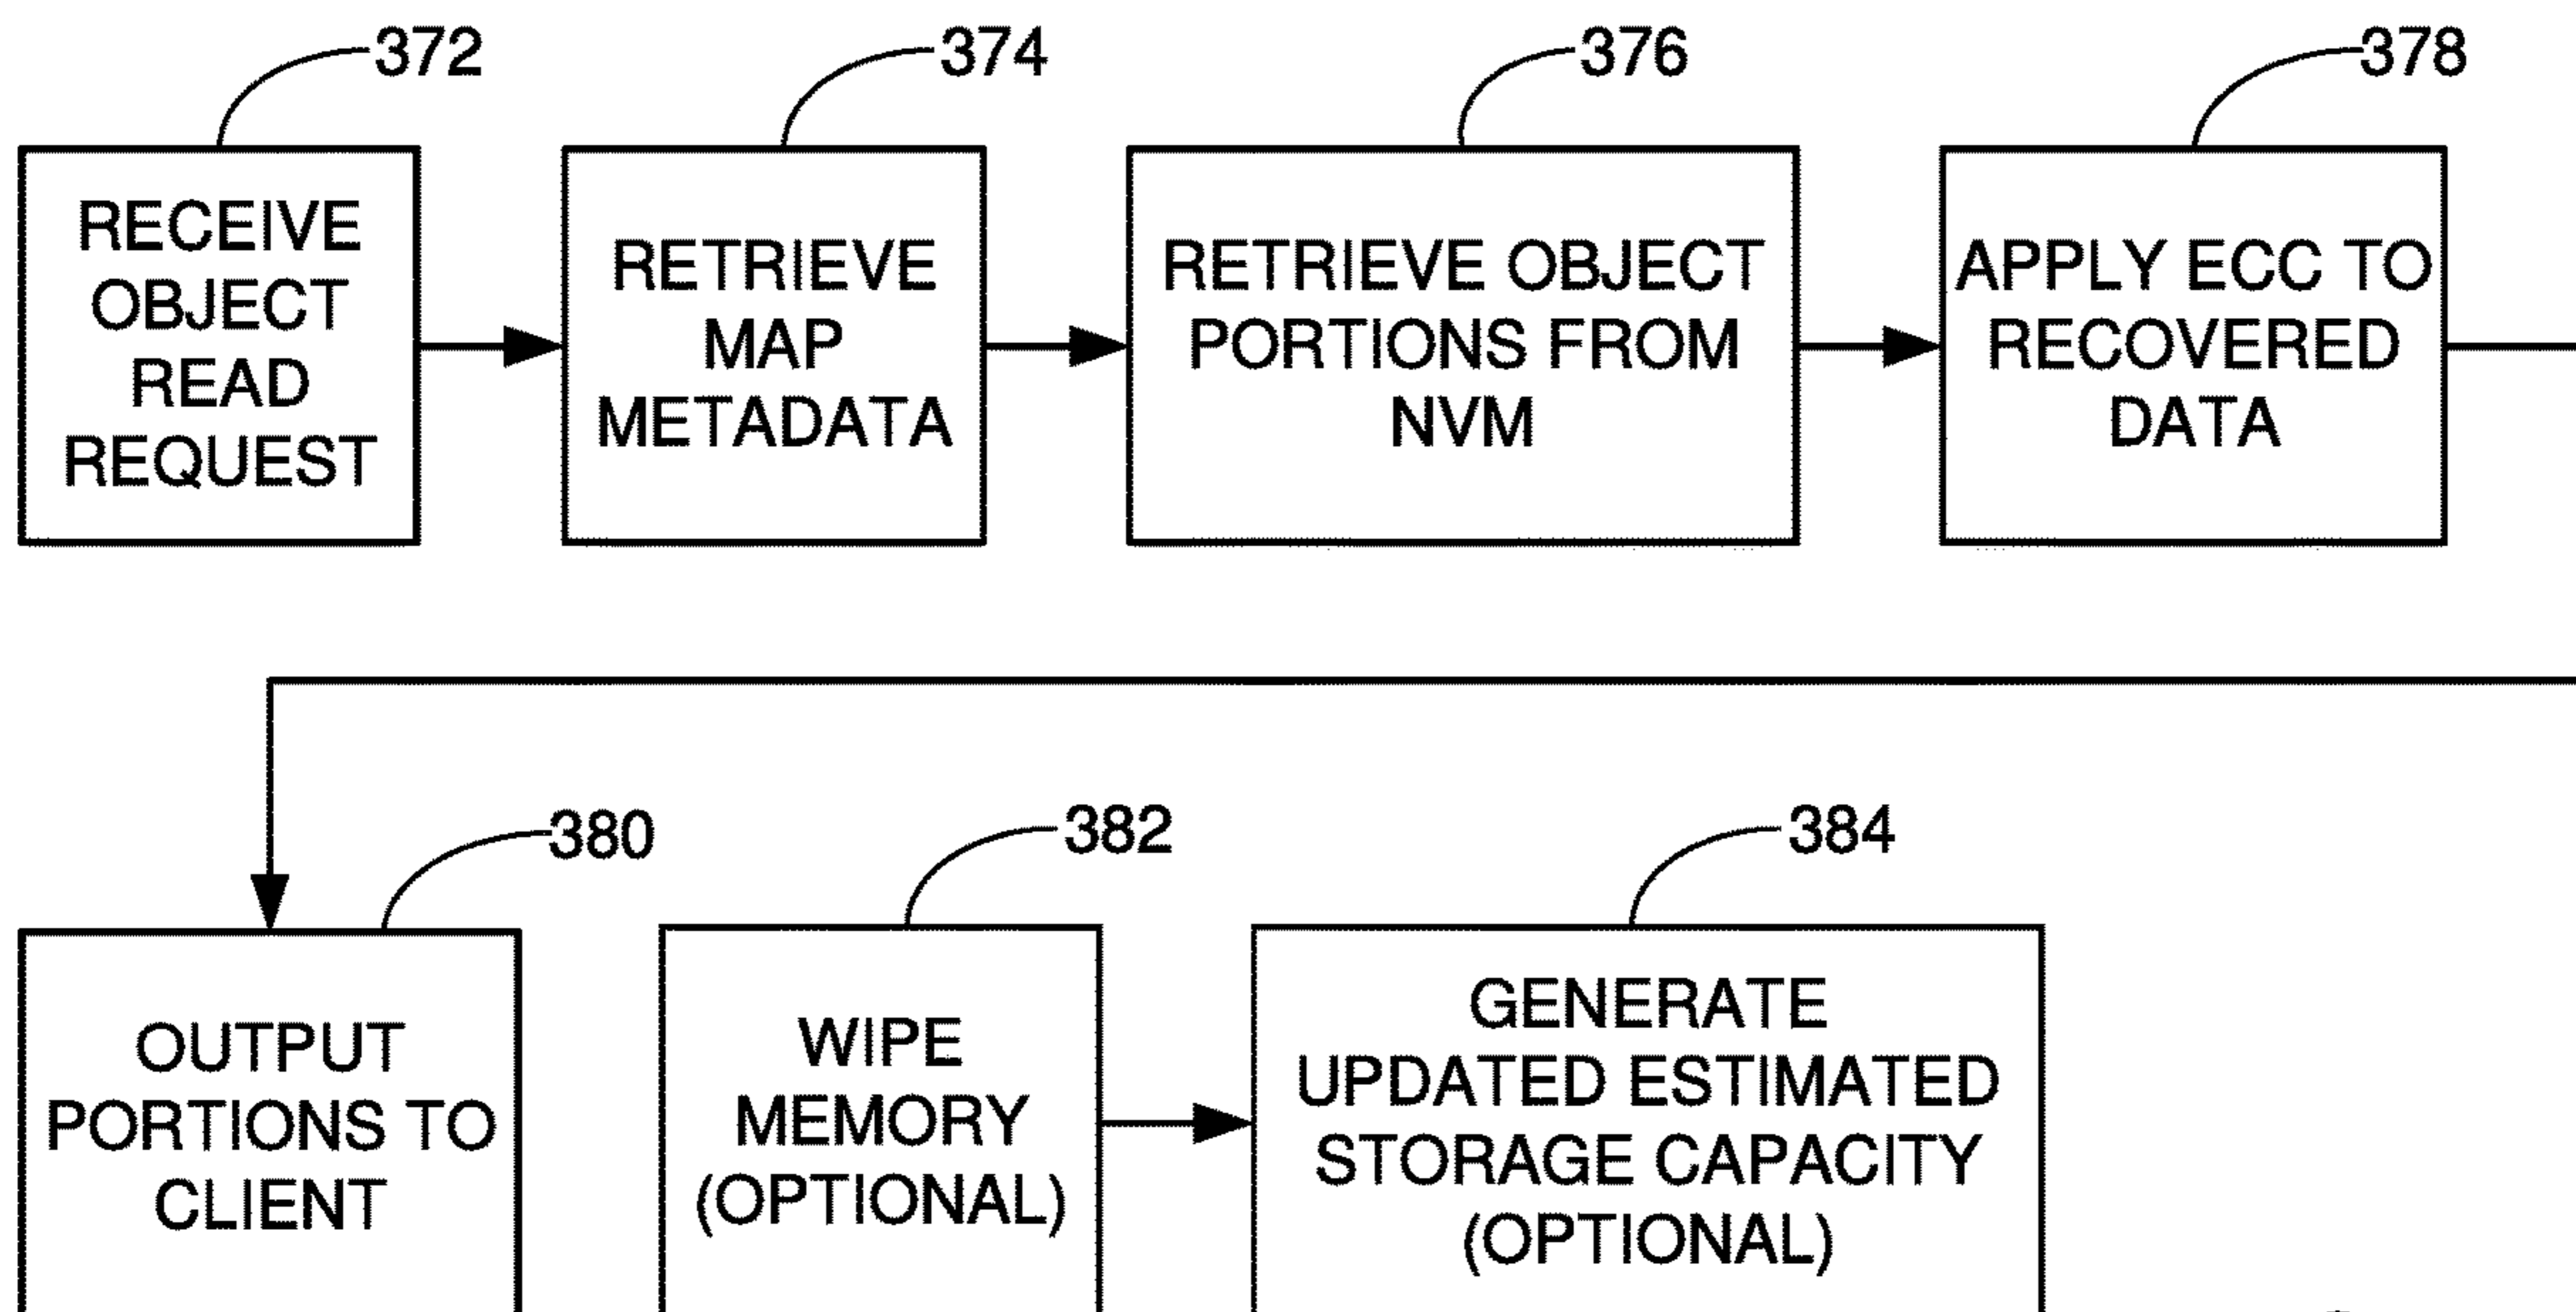 372
374
376
378
RECEIVE
OBJECT
READ
REQUEST
RETRIEVE
MAP
METADATA
RETRIEVE OBJECT
PORTIONS FROM
NVM
APPLY ECC TO
RECOVERED
DATA
380
382
384
OUTPUT
PORTIONS TO
CLIENT
WIPE
MEMORY
(OPTIONAL)
GENERATE
UPDATED ESTIMATED
STORAGE CAPACITY
(OPTIONAL)